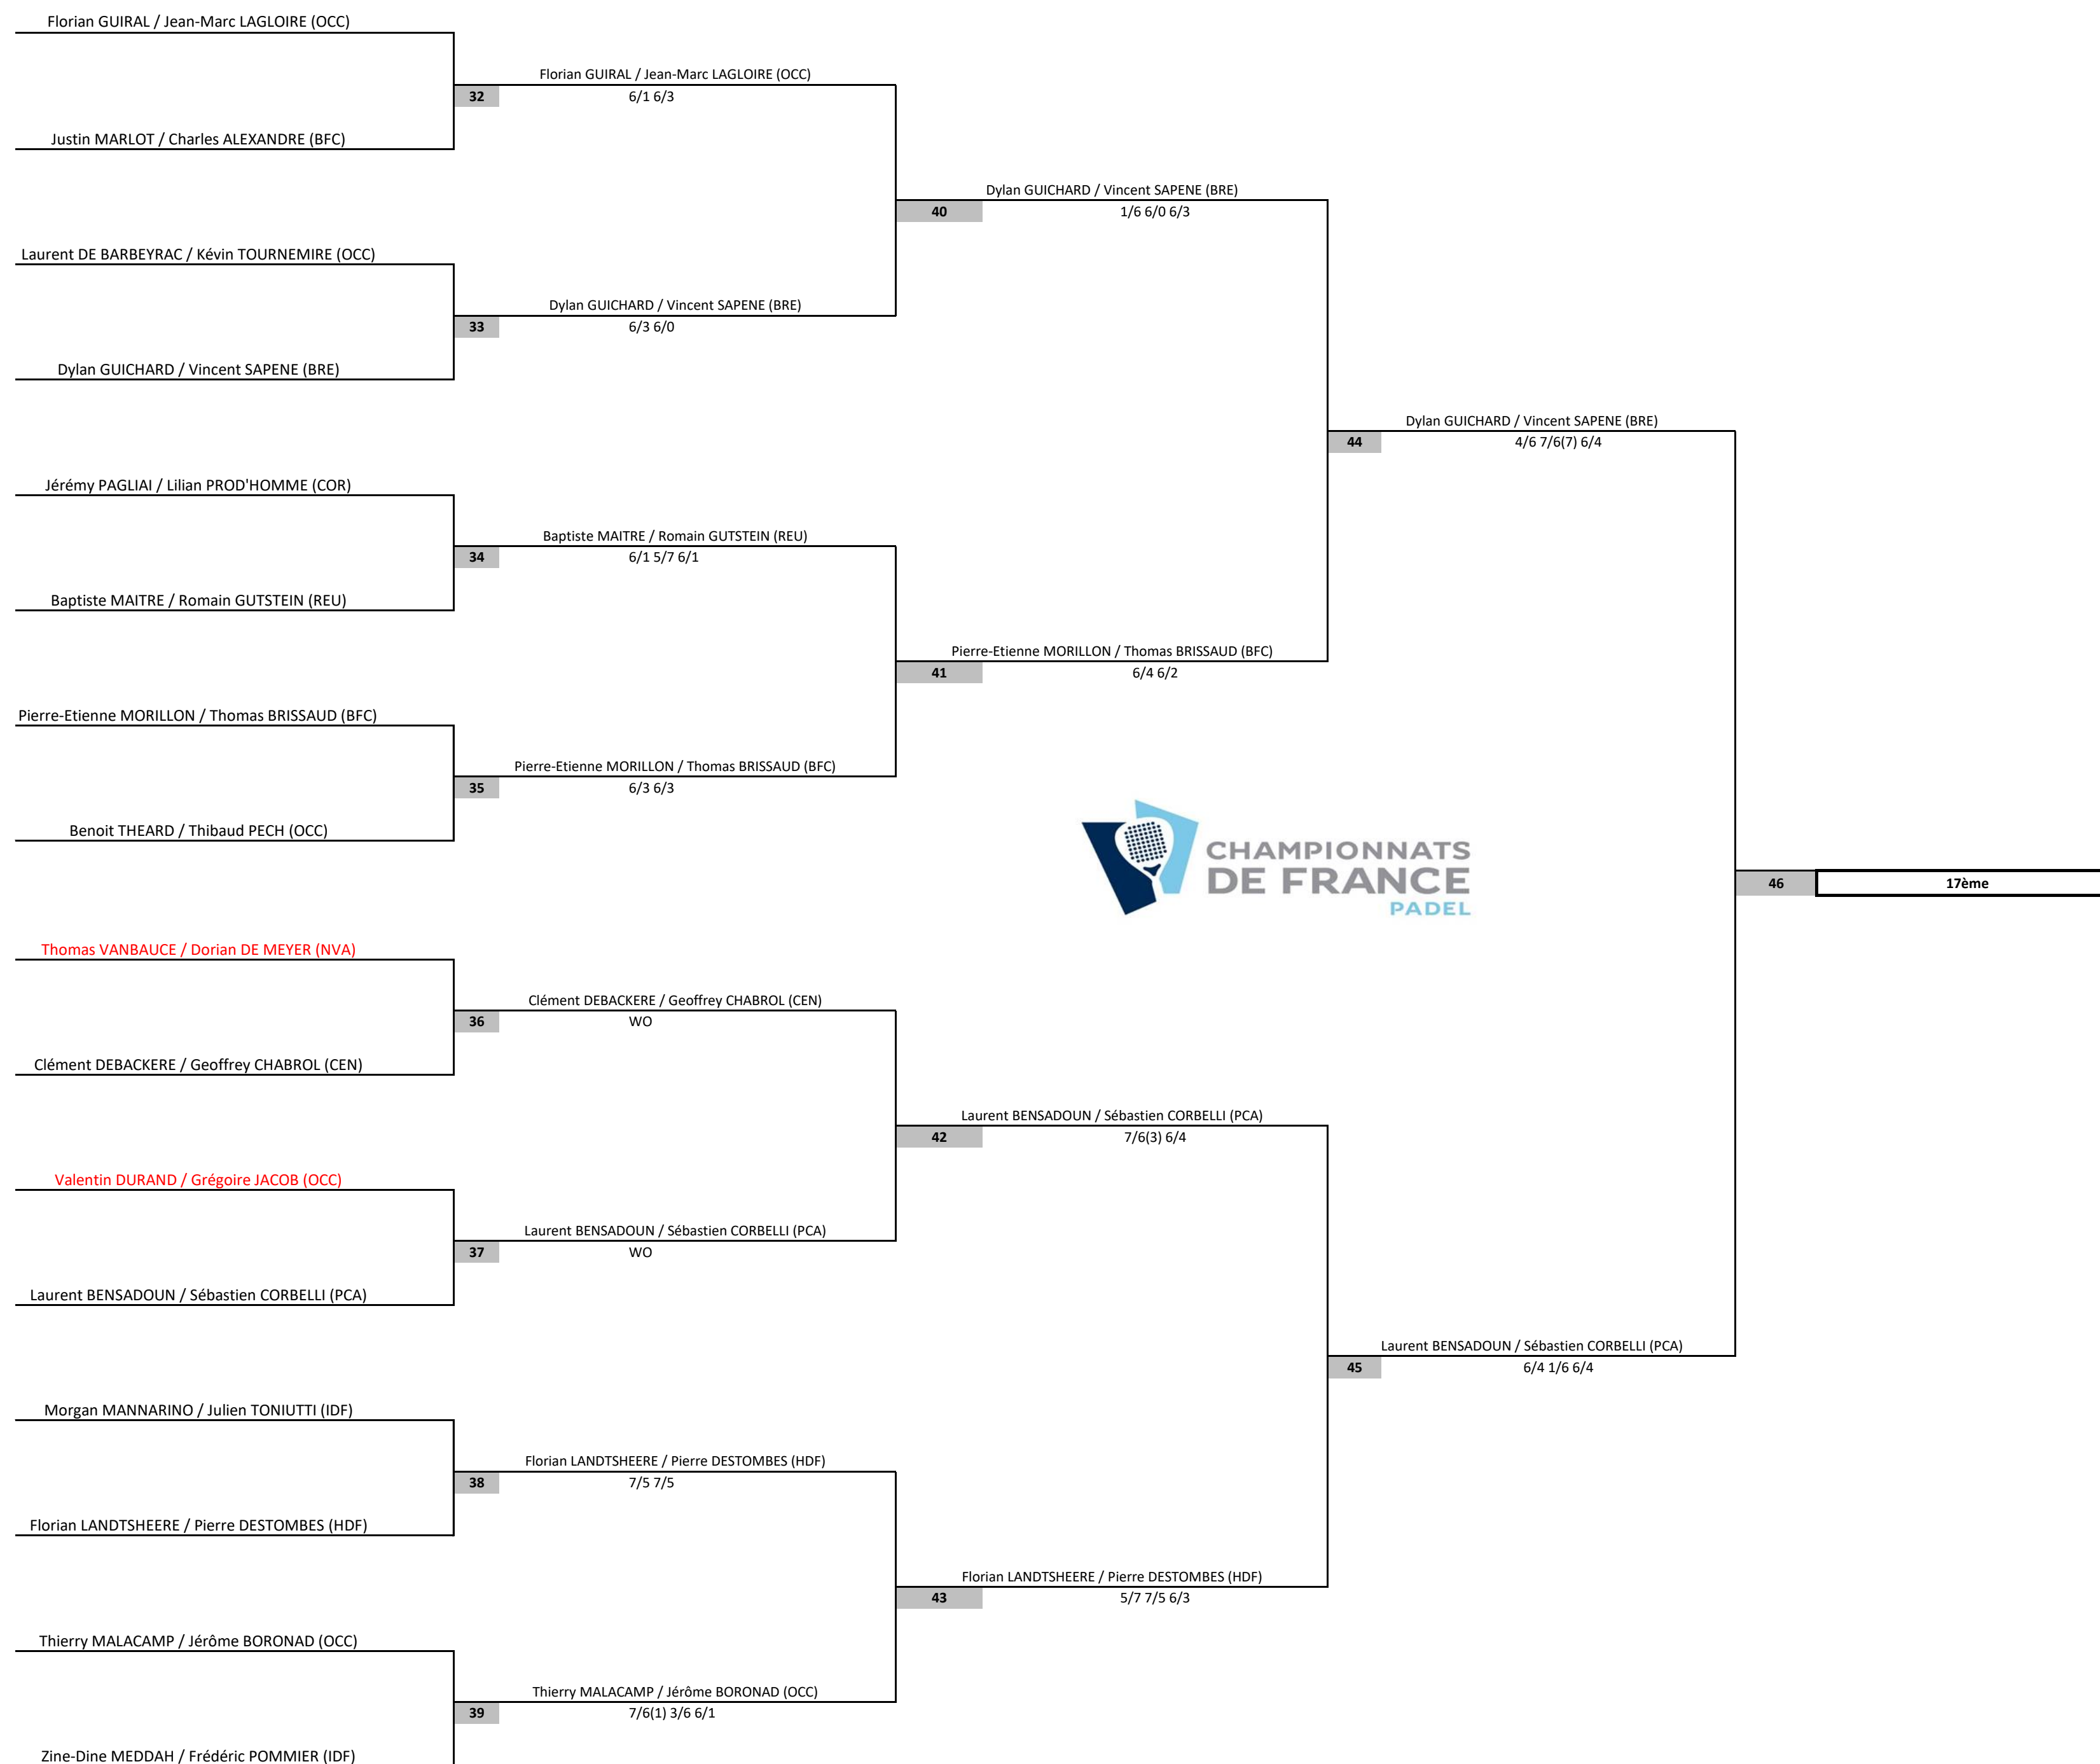 Florian GUIRAL / Jean-Marc LAGLOIRE (OCC)
Florian GUIRAL / Jean-Marc LAGLOIRE (OCC)
32
6/1 6/3
Justin MARLOT / Charles ALEXANDRE (BFC)
Dylan GUICHARD / Vincent SAPENE (BRE)
40
1/6 6/0 6/3
Laurent DE BARBEYRAC / Kévin TOURNEMIRE (OCC)
Dylan GUICHARD / Vincent SAPENE (BRE)
33
6/3 6/0
Dylan GUICHARD / Vincent SAPENE (BRE)
Dylan GUICHARD / Vincent SAPENE (BRE)
44
4/6 7/6(7) 6/4
Jérémy PAGLIAI / Lilian PROD'HOMME (COR)
Baptiste MAITRE / Romain GUTSTEIN (REU)
34
6/1 5/7 6/1
Baptiste MAITRE / Romain GUTSTEIN (REU)
Pierre-Etienne MORILLON / Thomas BRISSAUD (BFC)
41
6/4 6/2
Pierre-Etienne MORILLON / Thomas BRISSAUD (BFC)
Pierre-Etienne MORILLON / Thomas BRISSAUD (BFC)
35
6/3 6/3
Benoit THEARD / Thibaud PECH (OCC)
CHAMPIONNATS
DE FRANCE
PADEL
46
17ème
Thomas VANBAUCE / Dorian DE MEYER (NVA)
Clément DEBACKERE / Geoffrey CHABROL (CEN)
36
WO
Clément DEBACKERE / Geoffrey CHABROL (CEN)
Laurent BENSADOUN / Sébastien CORBELLI (PCA)
42
7/6(3) 6/4
Valentin DURAND / Grégoire JACOB (OCC)
Laurent BENSADOUN / Sébastien CORBELLI (PCA)
37
WO
Laurent BENSADOUN / Sébastien CORBELLI (PCA)
Laurent BENSADOUN / Sébastien CORBELLI (PCA)
45
6/4 1/6 6/4
Morgan MANNARINO / Julien TONIUTTI (IDF)
Florian LANDTSHEERE / Pierre DESTOMBES (HDF)
38
7/5 7/5
Florian LANDTSHEERE / Pierre DESTOMBES (HDF)
Florian LANDTSHEERE / Pierre DESTOMBES (HDF)
43
5/7 7/5 6/3
Thierry MALACAMP / Jérôme BORONAD (OCC)
Thierry MALACAMP / Jérôme BORONAD (OCC)
39
7/6(1) 3/6 6/1
Zine-Dine MEDDAH / Frédéric POMMIER (IDF)